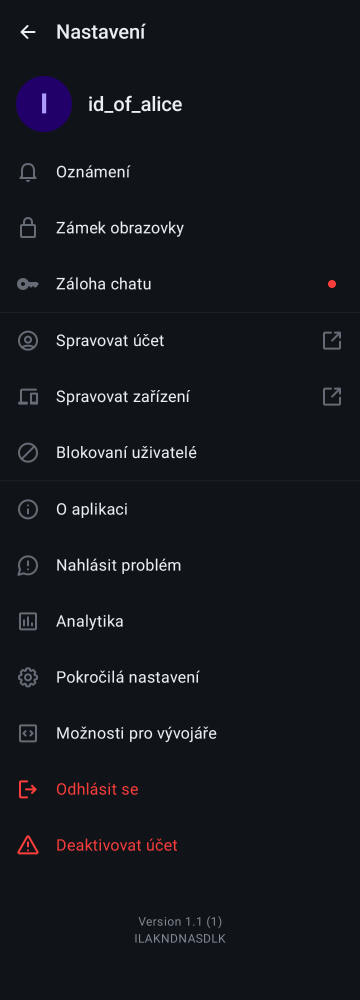 Nastavení
I
id_of_alice
Oznámení
Zámek obrazovky
Záloha chatu
Spravovat účet
Spravovat zařízení
Blokovaní uživatelé
O aplikaci
Nahlásit problém
Analytika
Pokročilá nastavení
Možnosti pro vývojáře
Odhlásit se
Deaktivovat účet
Version 1.1 (1)
ILAKNDNASDLK